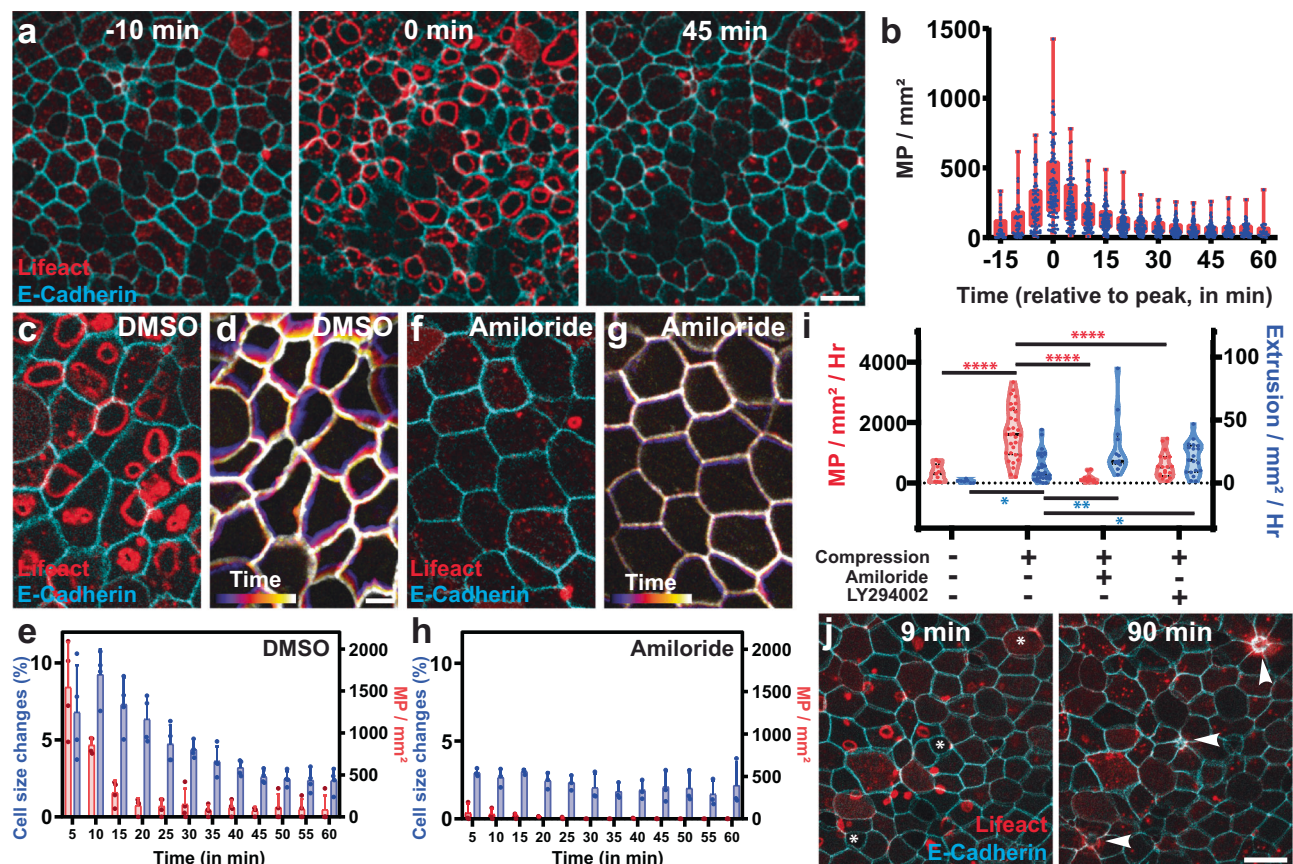 a -10 min 0 min 45 min
Lifeact
E-Cadherin
b
MP / mm²
1500
1000
500
0
-15 0 15 30 45 60
Time (relative to peak, in min)
c DMSO
Lifeact
E-Cadherin
d DMSO
Time
f Amiloride
Lifeact
E-Cadherin
g Amiloride
Time
i
MP / mm² / Hr
4000
2000
0
**** **** ****
* ** *
100
50
0
Extrusion / mm² / Hr
Compression - + + +
Amiloride - - + -
LY294002 - - - +
e DMSO
Cell size changes (%)
10
5
0
2000
1500
1000
500
0
MP / mm²
5 10 15 20 25 30 35 40 45 50 55 60
Time (in min)
h Amiloride
Cell size changes (%)
10
5
0
2000
1500
1000
500
0
MP / mm²
5 10 15 20 25 30 35 40 45 50 55 60
Time (in min)
j 9 min 90 min
*
*
*
Lifeact
E-Cadherin